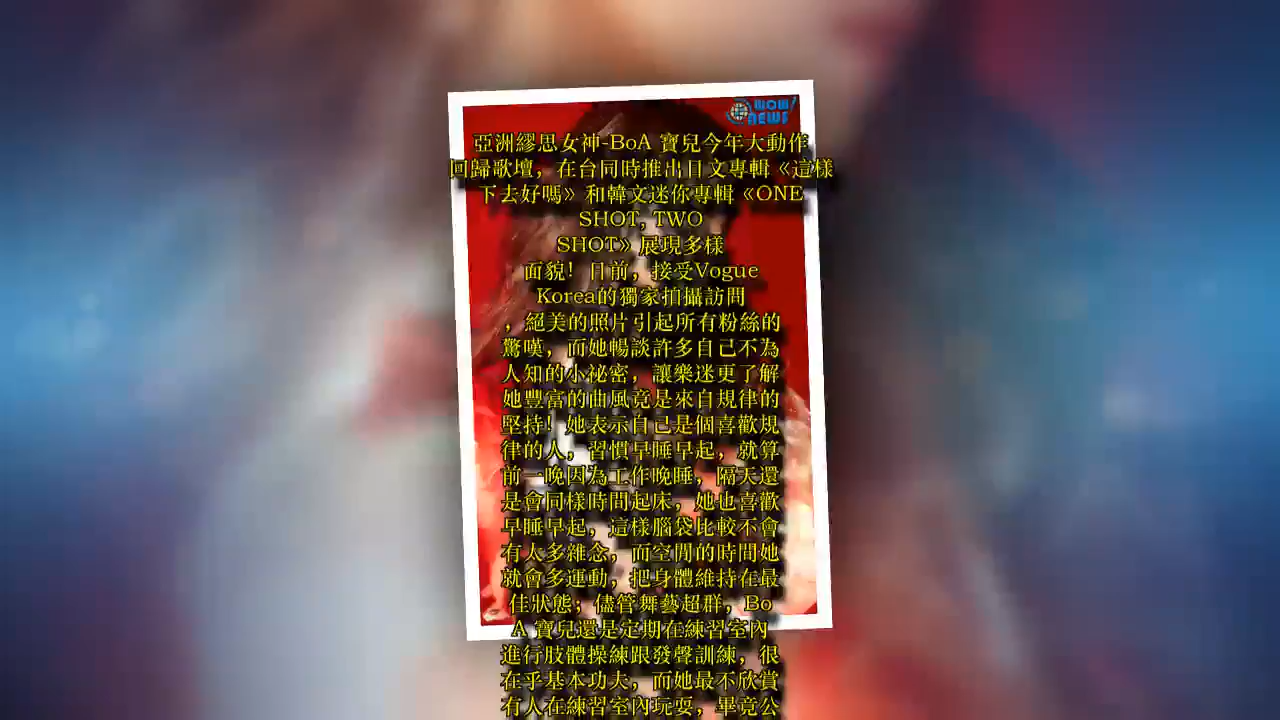 WOW!
NEWS
亞洲繆思女神-BoA 寶兒今年大動作
回歸歌壇，在台同時推出日文專輯《這樣
下去好嗎》和韓文迷你專輯《ONE
SHOT, TWO
SHOT》展現多樣
面貌！日前，接受Vogue
Korea的獨家拍攝訪問
，絕美的照片引起所有粉絲的
驚嘆，而她暢談許多自己不為
人知的小祕密，讓樂迷更了解
她豐富的曲風竟是來自規律的
堅持！她表示自己是個喜歡規
律的人，習慣早睡早起，就算
前一晚因為工作晚睡，隔天還
是會同樣時間起床，她也喜歡
早睡早起，這樣腦袋比較不會
有太多雜念，而空閒的時間她
就會多運動，把身體維持在最
佳狀態；儘管舞藝超群，Bo
A 寶兒還是定期在練習室內
進行肢體操練跟發聲訓練，很
在乎基本功夫，而她最不欣賞
有人在練習室內玩耍，畢竟公